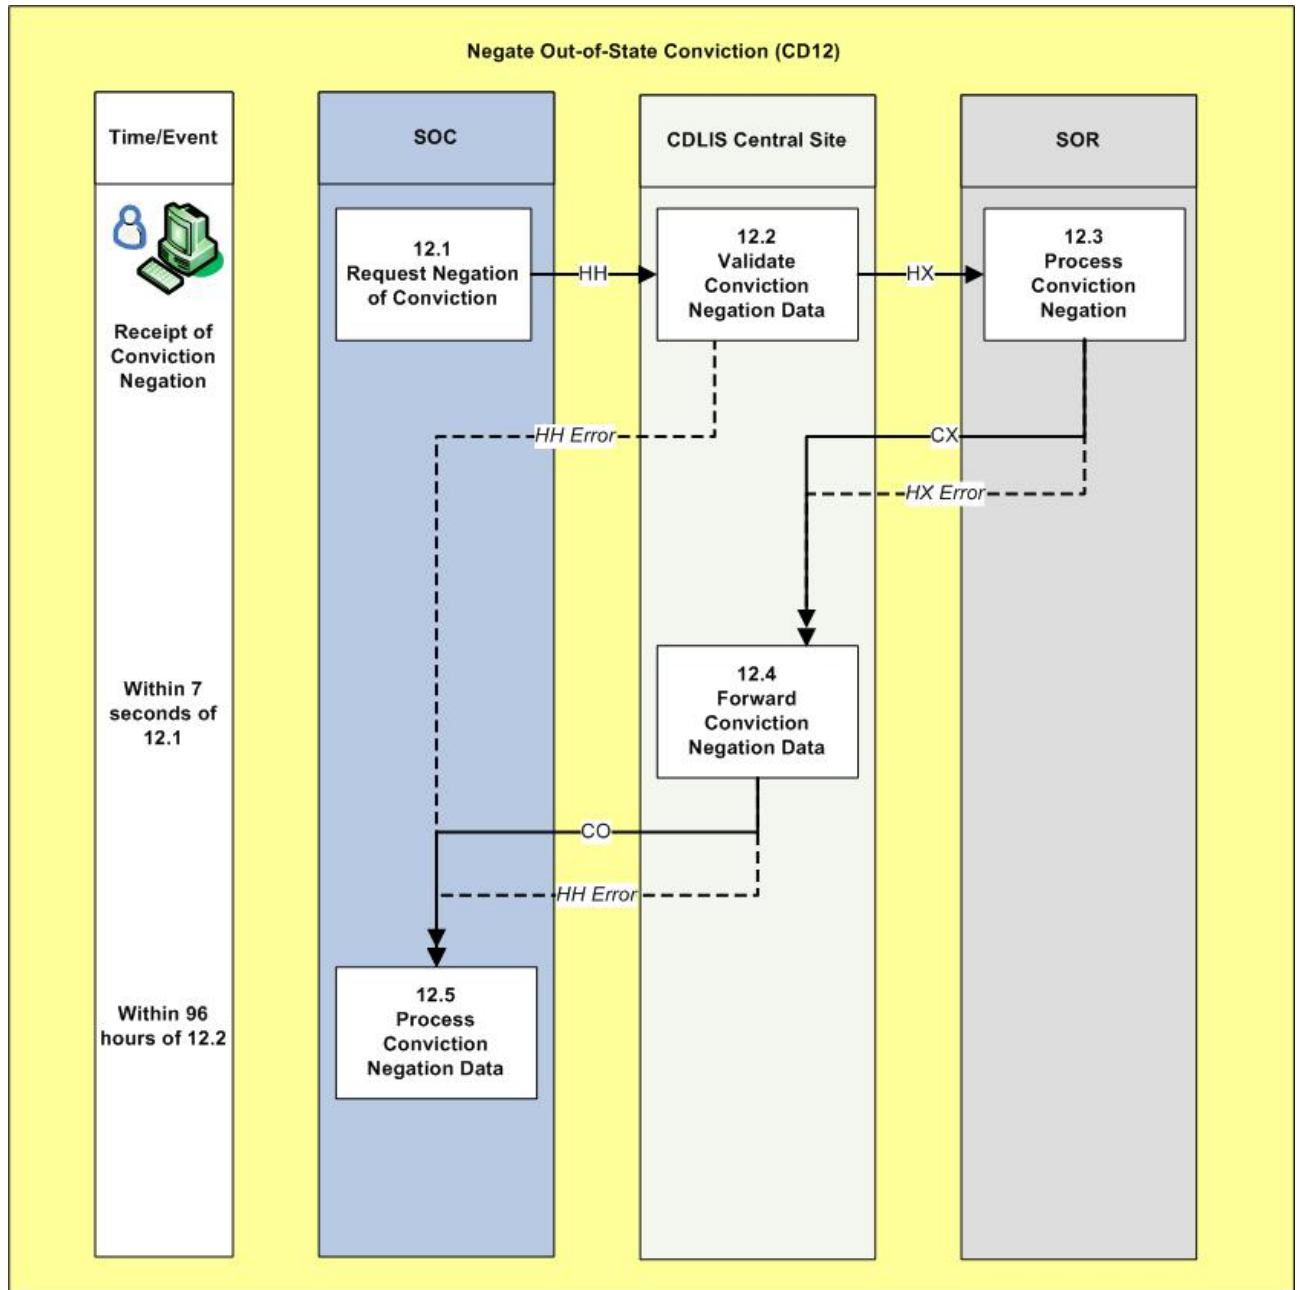 Negate Out-of-State Conviction (CD12)
Time/Event
SOC
CDLIS Central Site
SOR
Receipt of
Conviction
Negation
12.1
Request Negation
of Conviction
HH
12.2
Validate
Conviction
Negation Data
HX
12.3
Process
Conviction
Negation
HH Error
CX
HX Error
Within 7
seconds of
12.1
12.4
Forward
Conviction
Negation Data
CO
HH Error
Within 96
hours of 12.2
12.5
Process
Conviction
Negation Data